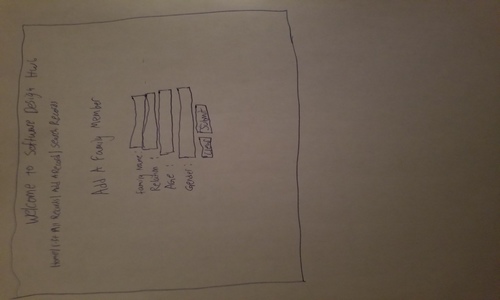 Welcome to Software Design Hub
Home | List All Records | Add A Record | Search Records
Add A Family Member
Family Name:
Relation :
Age :
Gender :
Clear Submit